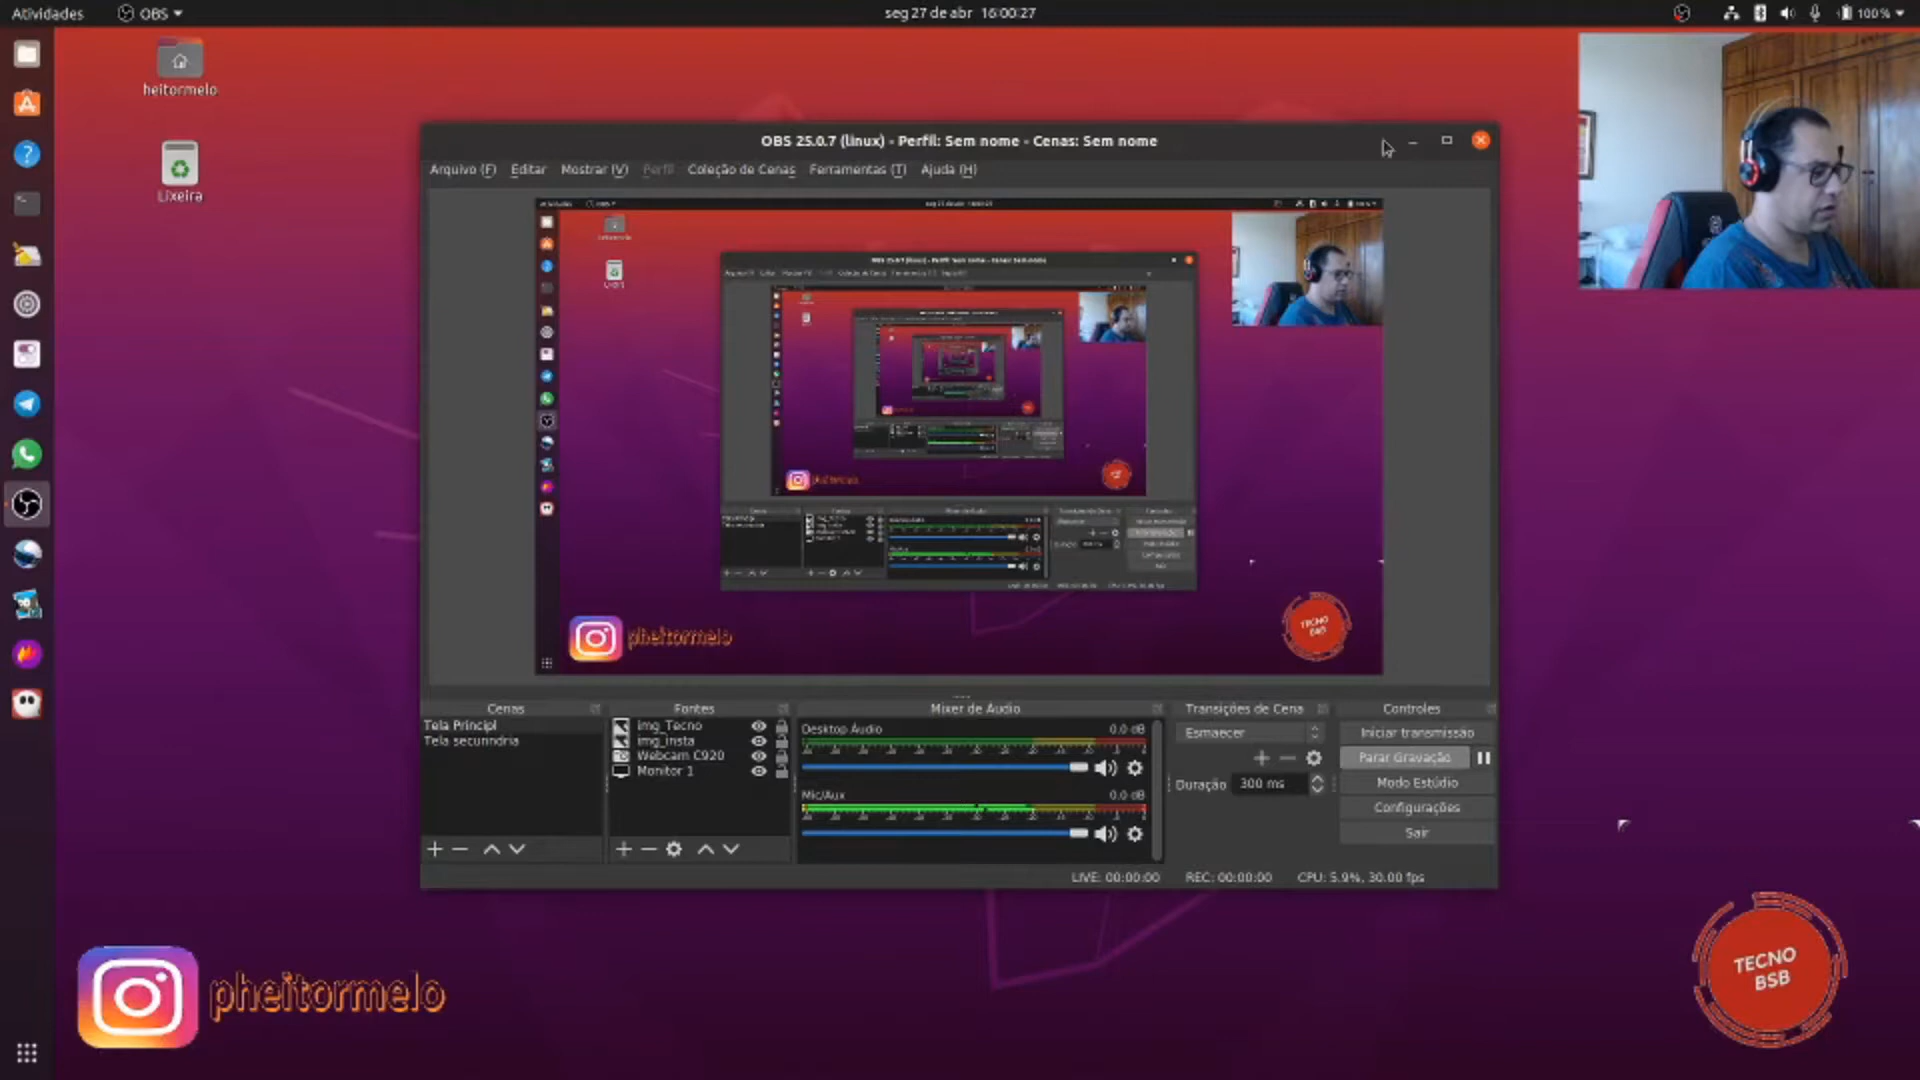 Atividades
OBS
seg 27 de abr 16:00:27
100%
heitormelo
Lixeira
OBS 25.0.7 (linux) - Perfil: Sem nome - Cenas: Sem nome
Arquivo (F) Editar Mostrar (V) Perfil Coleção de Cenas Ferramentas (T) Ajuda (H)
pheitormelo
TECNO
BSB
Cenas
Tela Principl
Tela secunndria
Fontes
img_Tecno
img_insta
Webcam C920
Monitor 1
Mixer de Áudio
Desktop Áudio 0.0 dB
Mic/Aux 0.0 dB
Transições de Cena
Esmaecer
Duração 300 ms
Controles
Iniciar transmissão
Parar Gravação
Modo Estúdio
Configurações
Sair
LIVE: 00:00:00 REC: 00:00:00 CPU: 5.9%, 30.00 fps
pheitormelo
TECNO
BSB